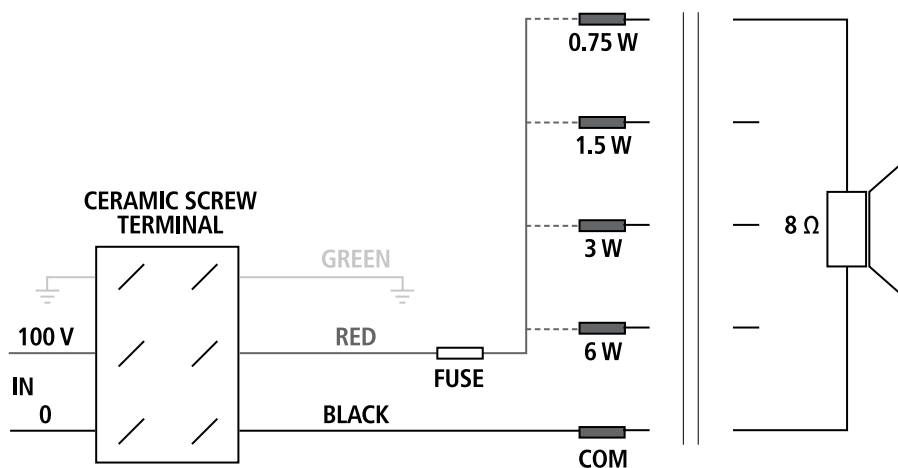 0.75 W
1.5 W
CERAMIC SCREW
TERMINAL
8 Ω
3 W
GREEN
100 V
RED
6 W
FUSE
IN
0
BLACK
COM